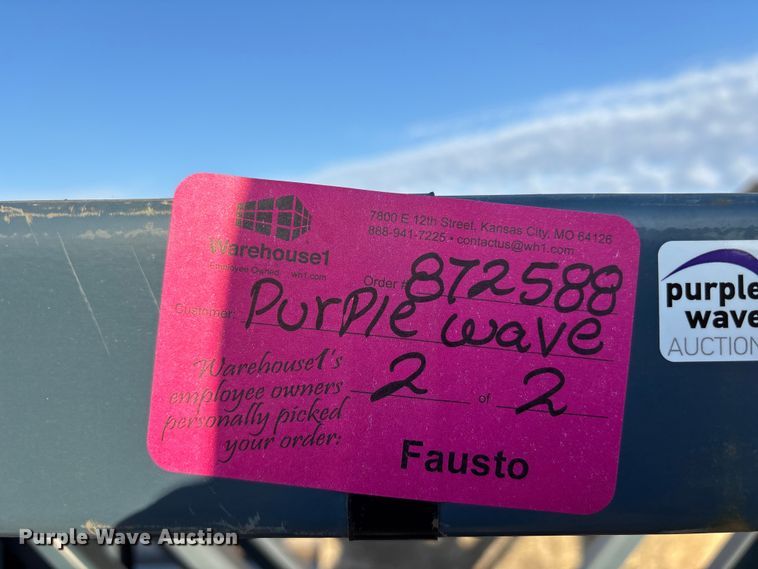 7800 E 12th Street, Kansas City, MO 64126
888-941-7225 • contactus@wh1.com
Warehouse1
Employee Owned wh1.com
Order # 872588
Customer: Purple wave
Warehouse1's
employee owners
personally picked
your order:
2 of 2
Fausto
purple
wave
AUCTION
Purple Wave Auction